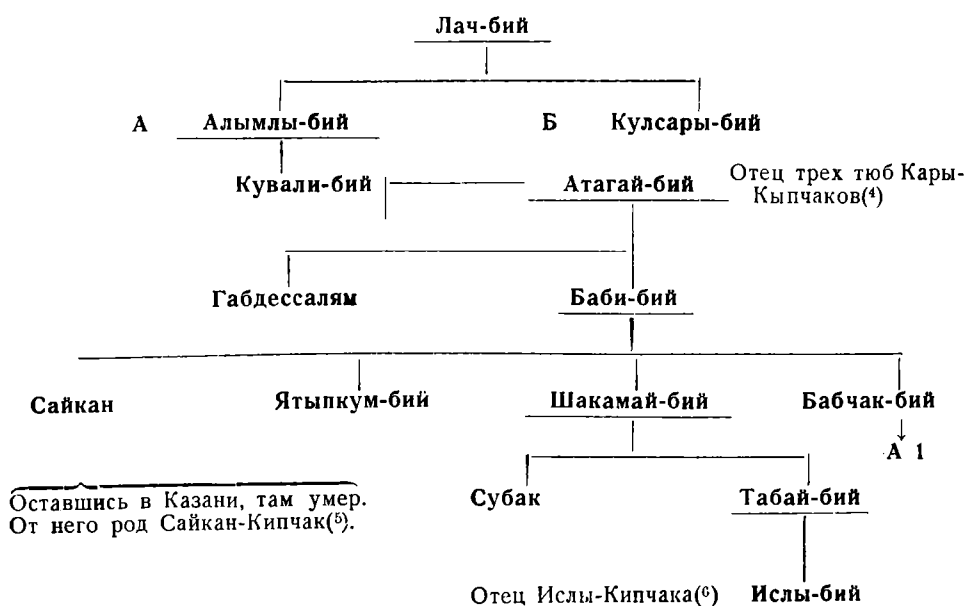 Лач-бий
А Алымлы-бий Б Кулсары-бий
Кували-бий Атагай-бий Отец трех тюб Кары-
Кыпчаков(⁴)
Габдессалям Баби-бий
Сайкан Ятыпкум-бий Шакамай-бий Бабчак-бий
А 1
Оставшись в Казани, там умер. Субак Табай-бий
От него род Сайкан-Кипчак(⁵).
Отец Ислы-Кипчака(⁶) Ислы-бий